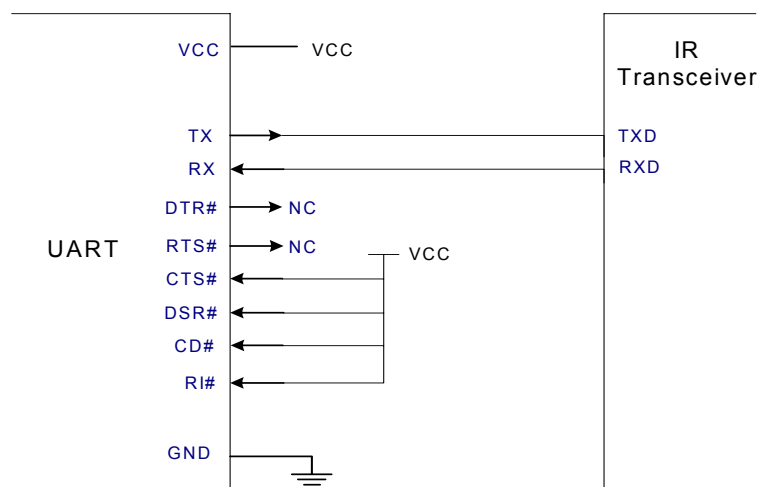 VCC VCC
IR
Transceiver
TX TXD
RX RXD
DTR# NC
UART RTS# NC
VCC
CTS#
DSR#
CD#
RI#
GND